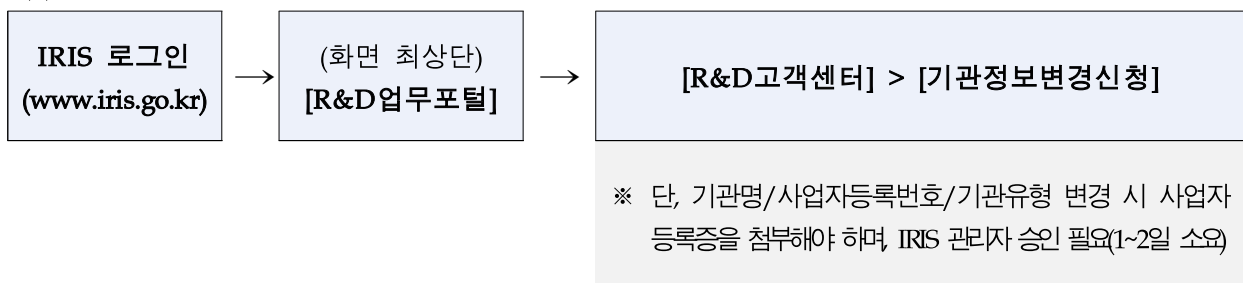 IRIS 로그인
(www.iris.go.kr)
→
(화면 최상단)
[R&D업무포털]
→
[R&D고객센터] > [기관정보변경신청]
※ 단, 기관명/사업자등록번호/기관유형 변경 시 사업자
등록증을 첨부해야 하며, IRIS 관리자 승인 필요(1~2일 소요)